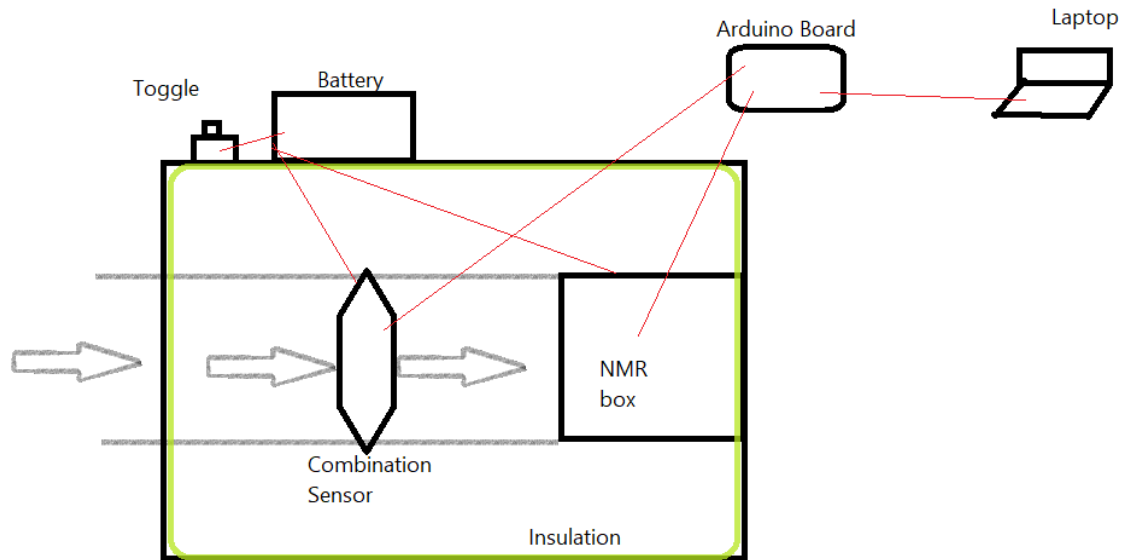 Laptop
Arduino Board
Battery
Toggle
NMR
box
Combination
Sensor
Insulation